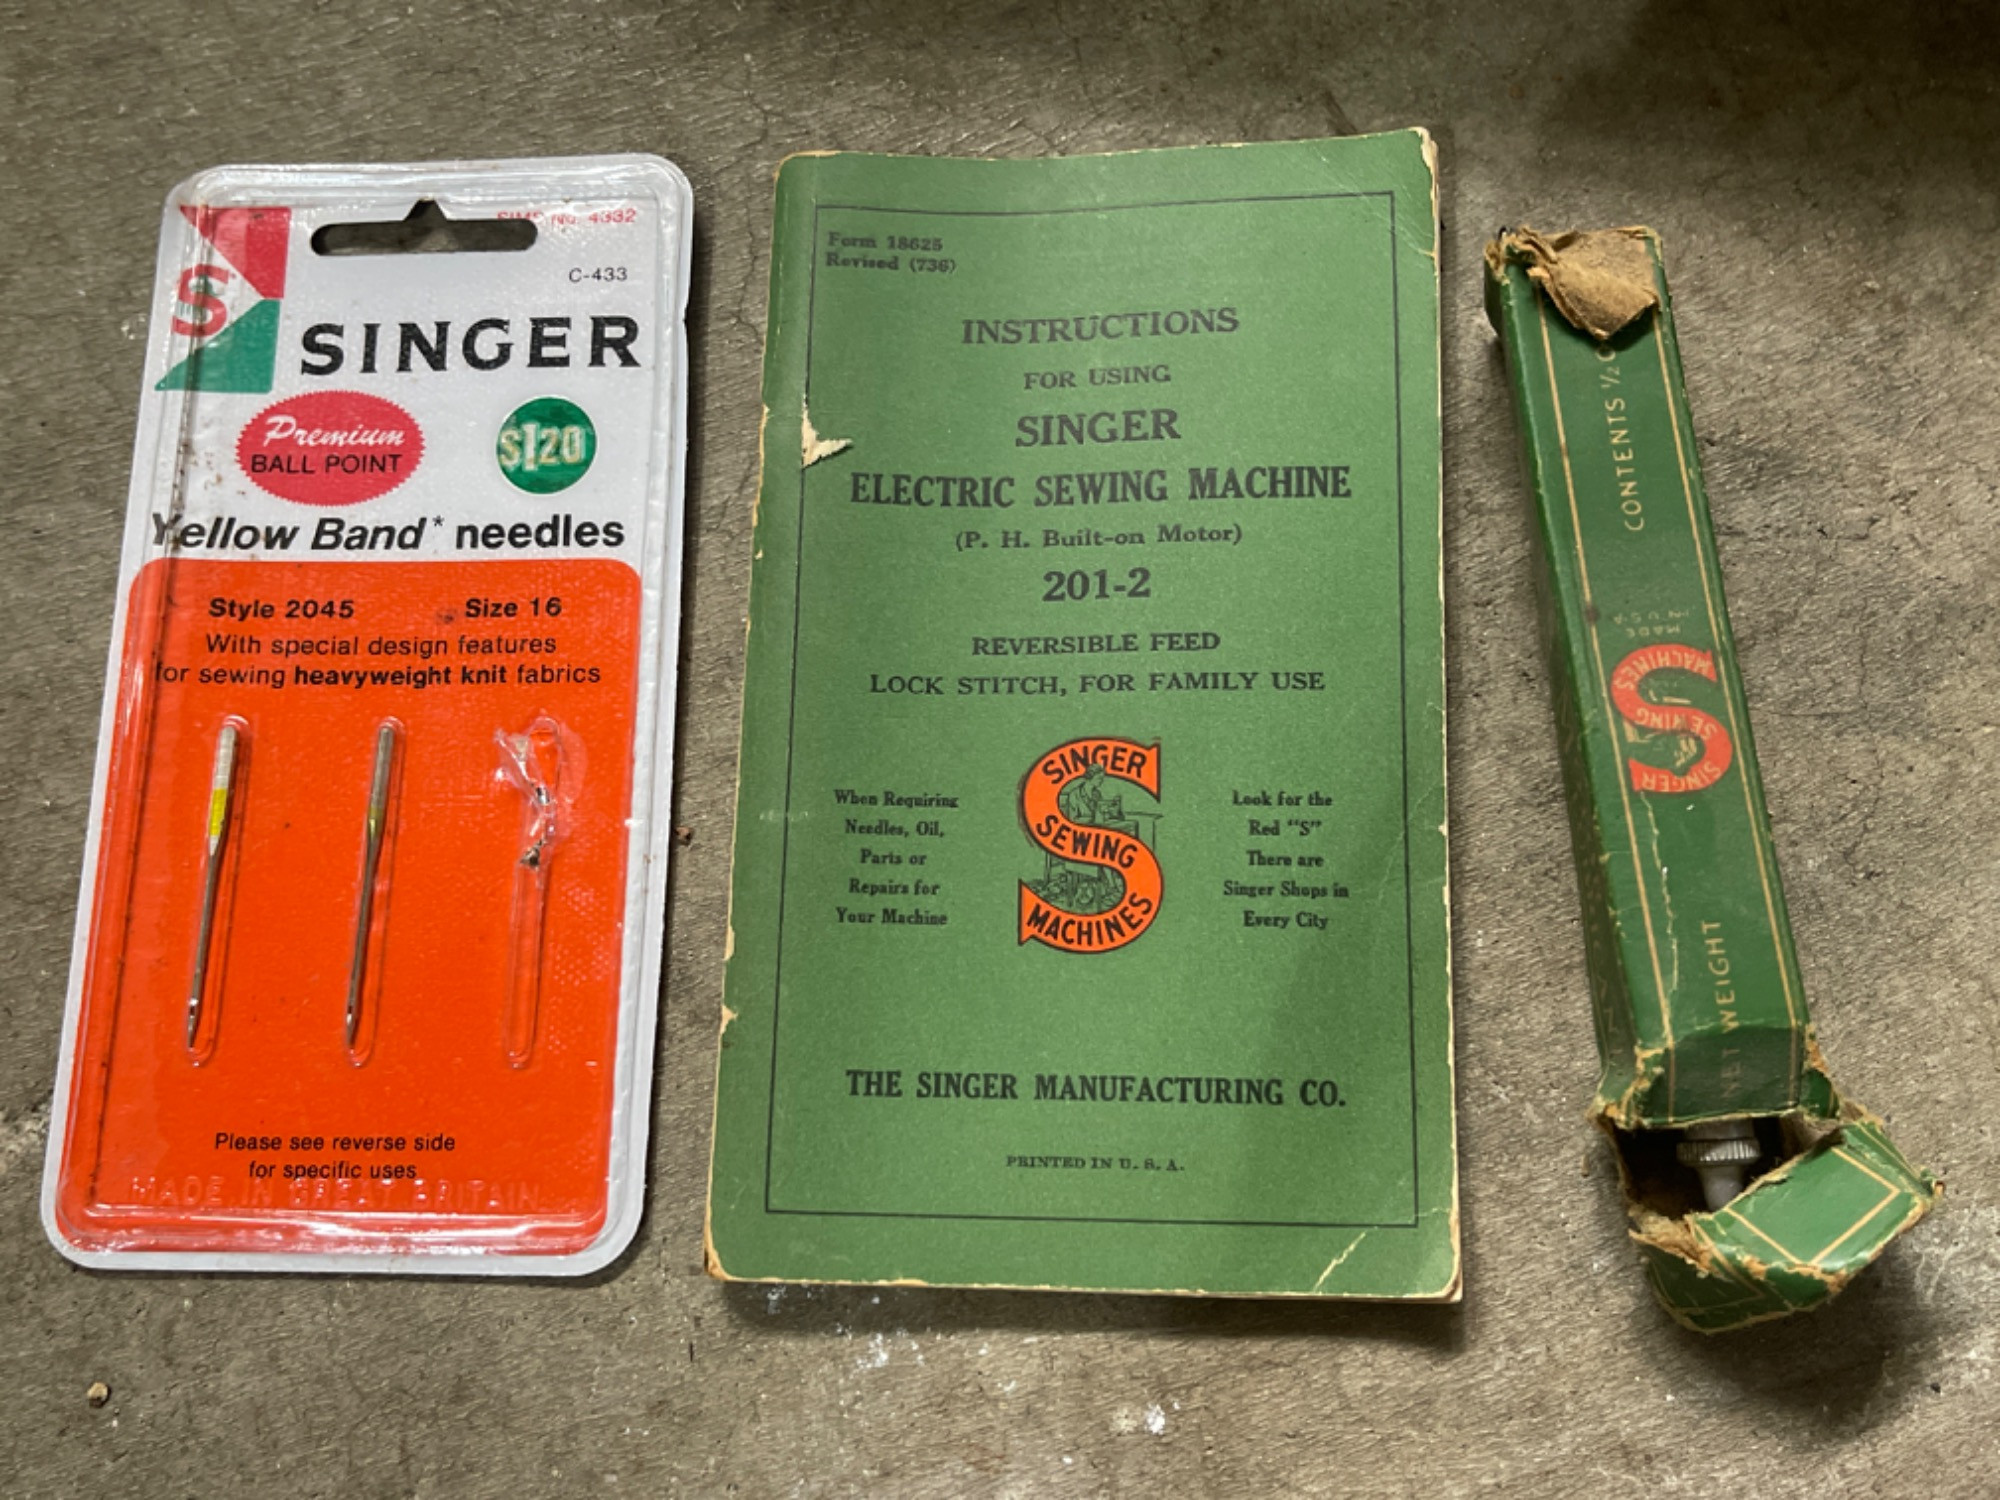 SIMP. NO. 4332
C-433
S
SINGER
Premium
BALL POINT
$1.20
Yellow Band* needles
Style 2045 Size 16
With special design features
for sewing heavyweight knit fabrics
Please see reverse side
for specific uses
MADE IN GREAT BRITAIN
Form 18625
Revised (736)
INSTRUCTIONS
FOR USING
SINGER
ELECTRIC SEWING MACHINE
(P. H. Built-on Motor)
201-2
REVERSIBLE FEED
LOCK STITCH, FOR FAMILY USE
When Requiring
Needles, Oil,
Parts or
Repairs for
Your Machine
SINGER
SEWING
MACHINES
Look for the
Red "S"
There are
Singer Shops in
Every City
THE SINGER MANUFACTURING CO.
PRINTED IN U. S. A.
NET WEIGHT
CONTENTS ½
SINGER
SEWING
MACHINES
MADE
IN U.S.A.